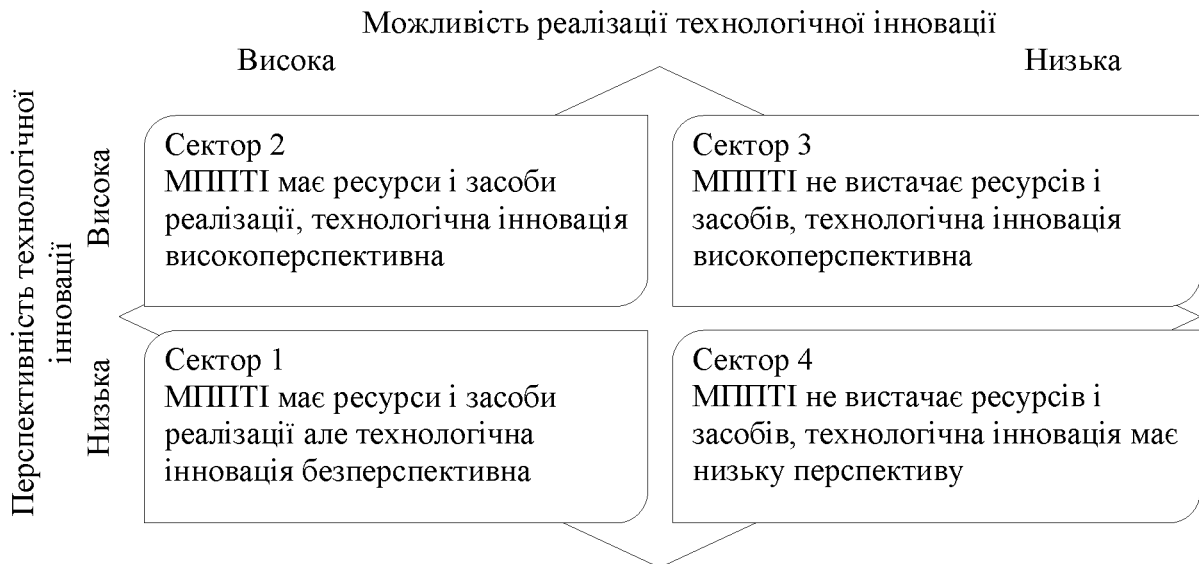 Можливість реалізації технологічної інновації
Висока
Низька
Перспективність технологічної
інновації
Висока
Сектор 2
МППТІ має ресурси і засоби
реалізації, технологічна інновація
високоперспективна
Сектор 3
МППТІ не вистачає ресурсів і
засобів, технологічна інновація
високоперспективна
Низька
Сектор 1
МППТІ має ресурси і засоби
реалізації але технологічна
інновація безперспективна
Сектор 4
МППТІ не вистачає ресурсів і
засобів, технологічна інновація має
низьку перспективу